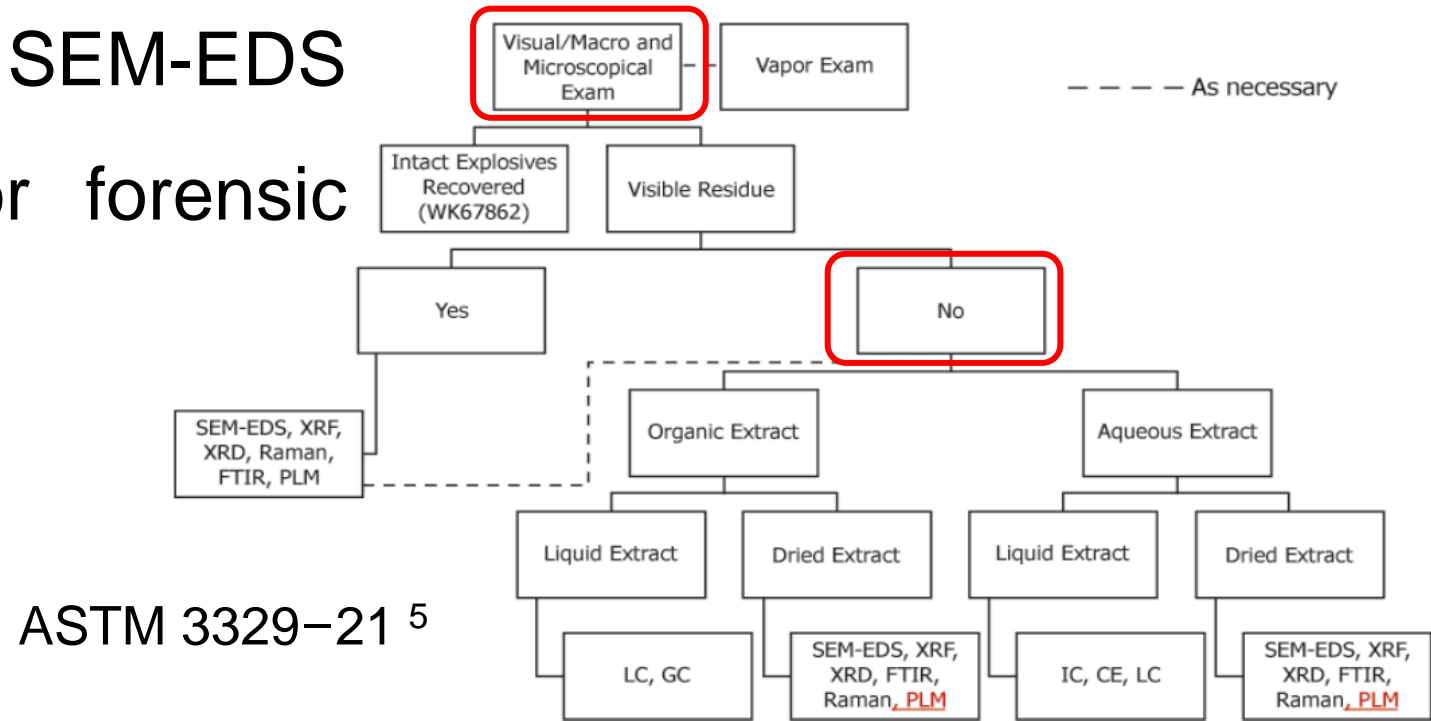 SEM-EDS
or forensic
Visual/Macro and
Microscopical
Exam
Vapor Exam
As necessary
Intact Explosives
Recovered
(WK67862)
Visible Residue
Yes
No
SEM-EDS, XRF,
XRD, Raman,
FTIR, PLM
Organic Extract
Aqueous Extract
Liquid Extract
Dried Extract
Liquid Extract
Dried Extract
LC, GC
SEM-EDS, XRF,
XRD, FTIR,
Raman, PLM
IC, CE, LC
SEM-EDS, XRF,
XRD, FTIR,
Raman, PLM
ASTM 3329−21 5